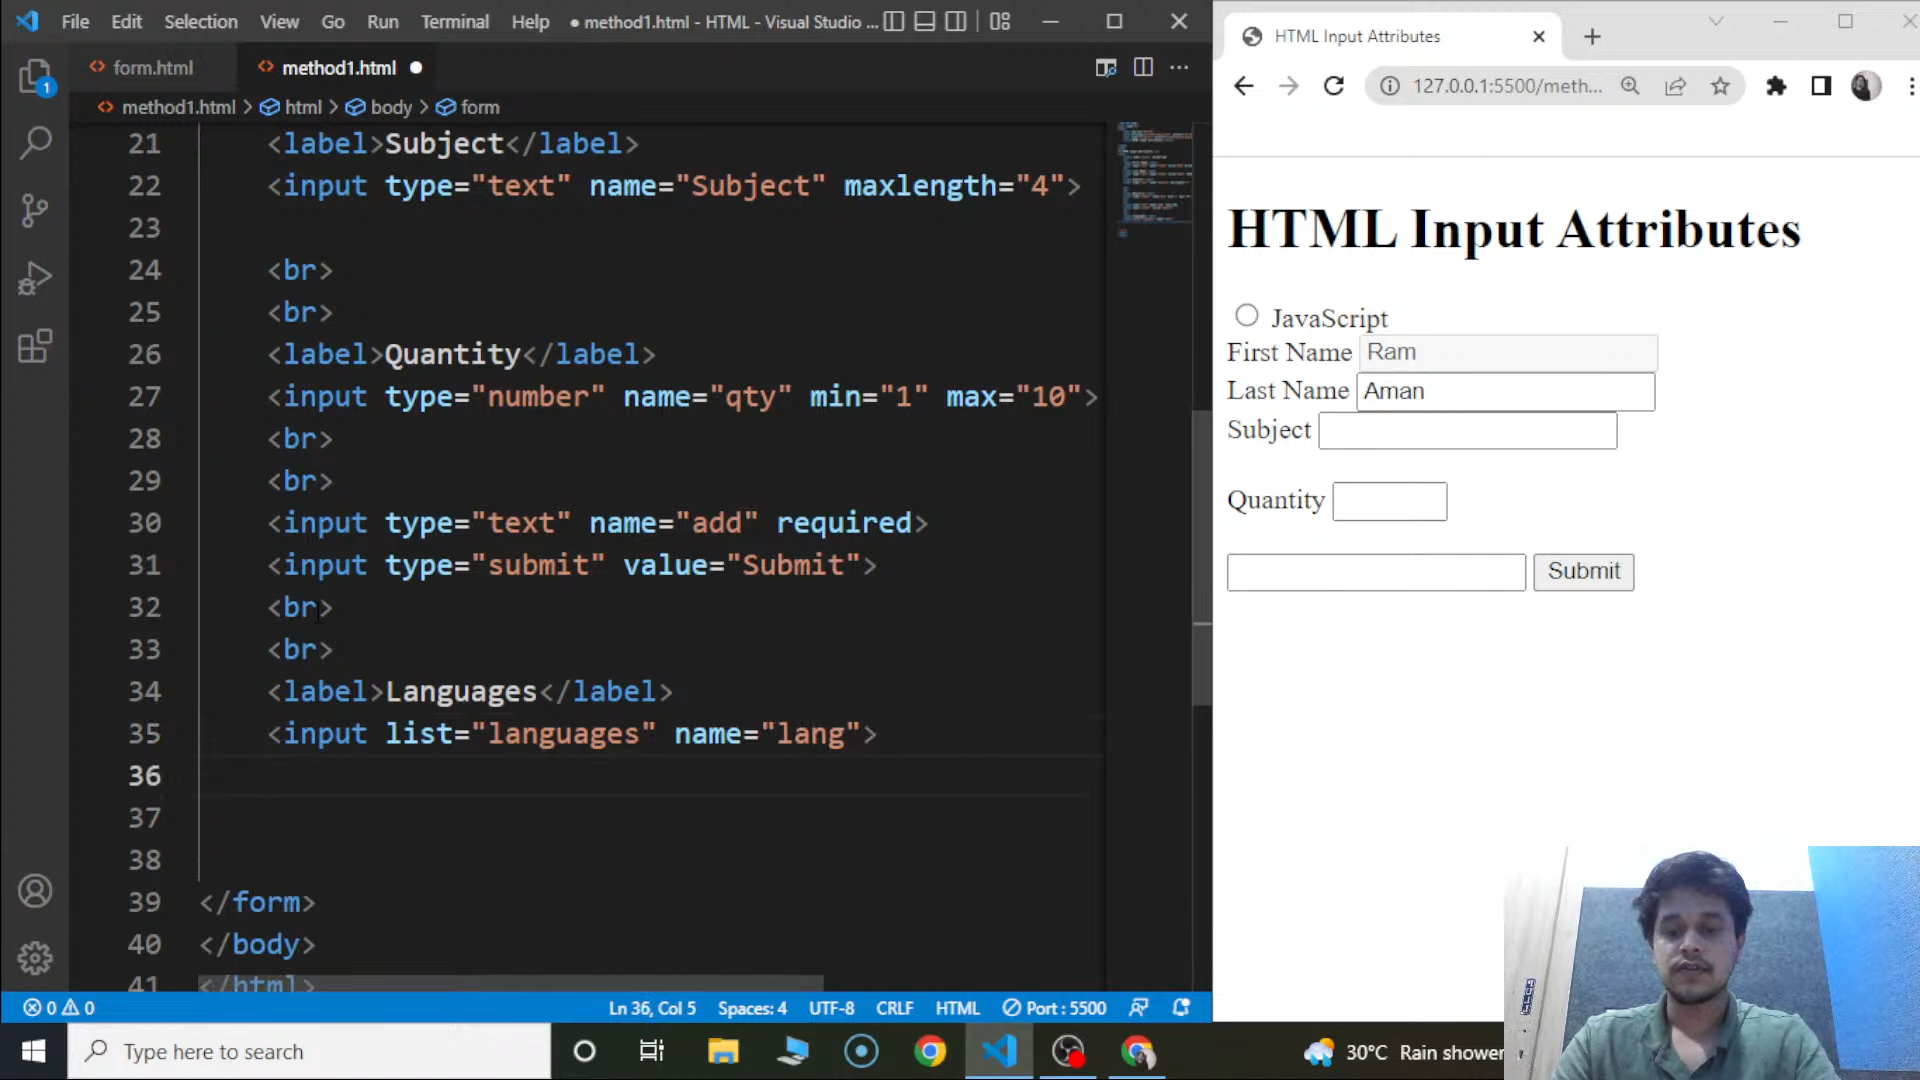 File Edit Selection View Go Run Terminal Help ● method1.html - HTML - Visual Studio ...
form.html method1.html
method1.html > html > body > form
21 <label>Subject</label>
22 <input type="text" name="Subject" maxlength="4">
23
24 <br>
25 <br>
26 <label>Quantity</label>
27 <input type="number" name="qty" min="1" max="10">
28 <br>
29 <br>
30 <input type="text" name="add" required>
31 <input type="submit" value="Submit">
32 <br>
33 <br>
34 <label>Languages</label>
35 <input list="languages" name="lang">
36
37
38
39 </form>
40 </body>
41 </html>
1
0 0 Ln 36, Col 5 Spaces: 4 UTF-8 CRLF HTML Port : 5500
HTML Input Attributes
127.0.0.1:5500/meth...
HTML Input Attributes
JavaScript
First Name Ram
Last Name Aman
Subject
Quantity
Submit
Type here to search
30°C Rain shower